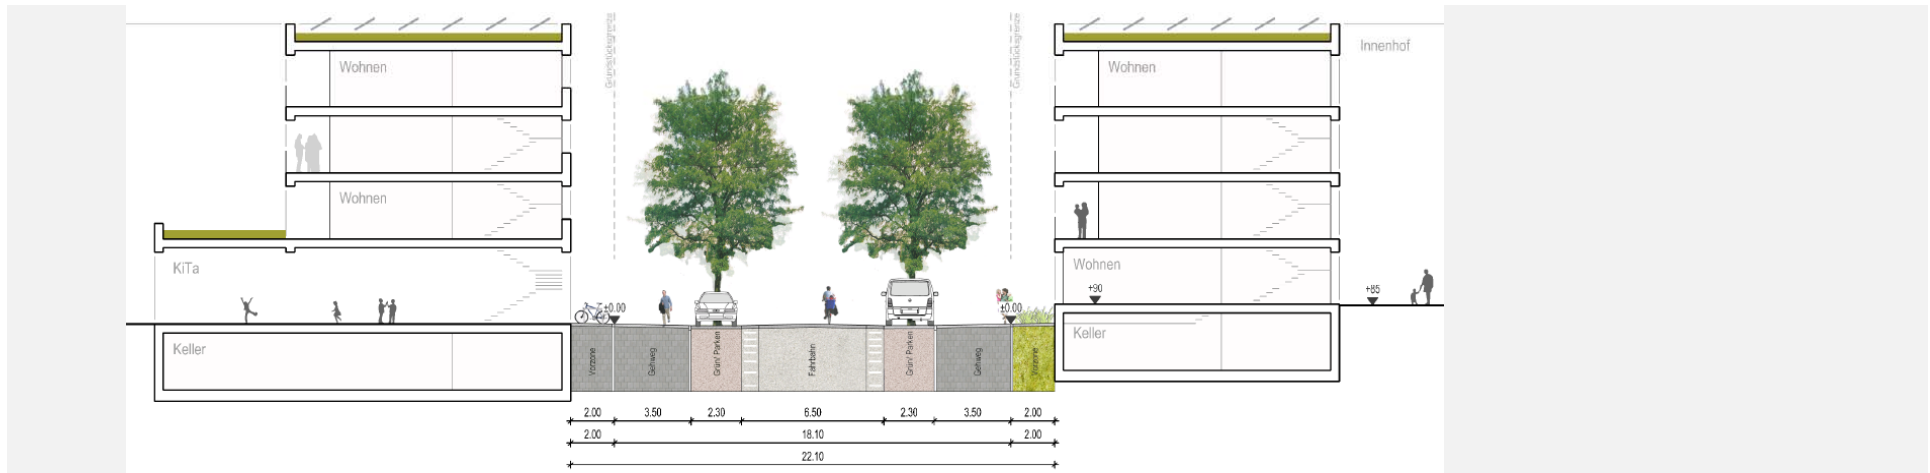 Grundstücksgrenze
Grundstücksgrenze
Innenhof
Wohnen
Wohnen
Wohnen
KiTa
Wohnen
+90
+85
±0.00
±0.00
Keller
Keller
Vorzone
Gehweg
Grün/ Parken
Fahrbahn
Grün/ Parken
Gehweg
Vorzone
2.00 3.50 2.30 6.50 2.30 3.50 2.00
2.00 18.10 2.00
22.10